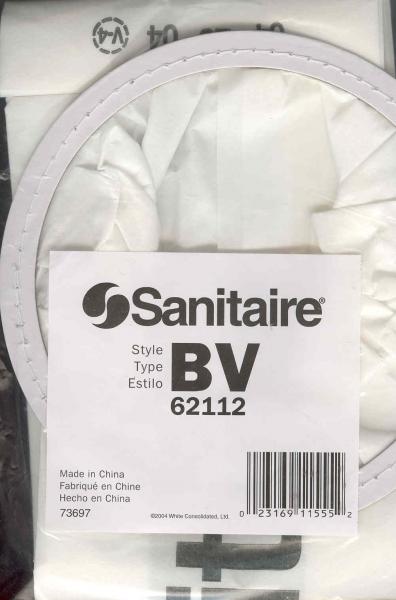 V-4
Sanitaire®
Style
Type
Estilo
BV
62112
Made in China
Fabriqué en Chine
Hecho en China
73697
©2004 White Consolidated, Ltd.
0 23169 11555 2